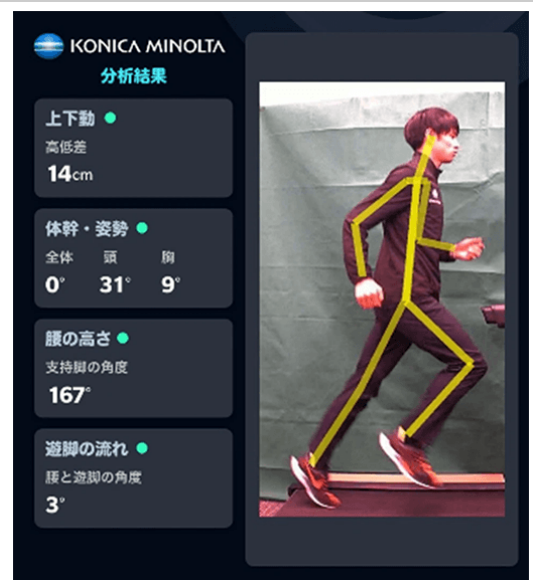 KONICA MINOLTA
分析結果
上下動
高低差
14cm
体幹・姿勢
全体 頭 胸
0° 31° 9°
腰の高さ
支持脚の角度
167°
遊脚の流れ
腰と遊脚の角度
3°